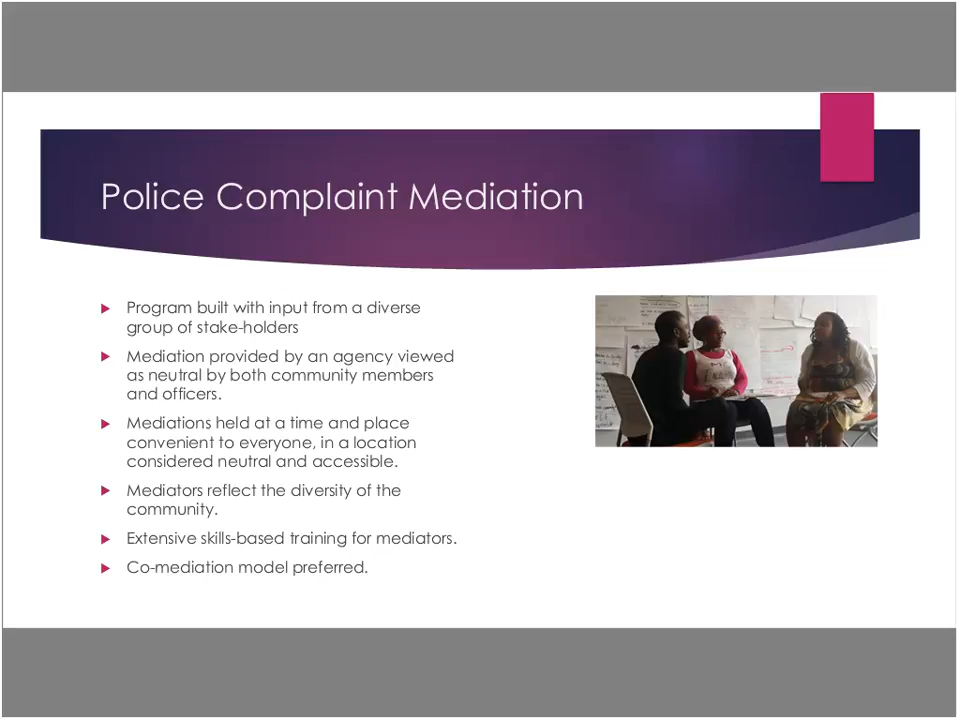 Police Complaint Mediation
Program built with input from a diverse
group of stake-holders
Mediation provided by an agency viewed
as neutral by both community members
and officers.
Mediations held at a time and place
convenient to everyone, in a location
considered neutral and accessible.
Mediators reflect the diversity of the
community.
Extensive skills-based training for mediators.
Co-mediation model preferred.